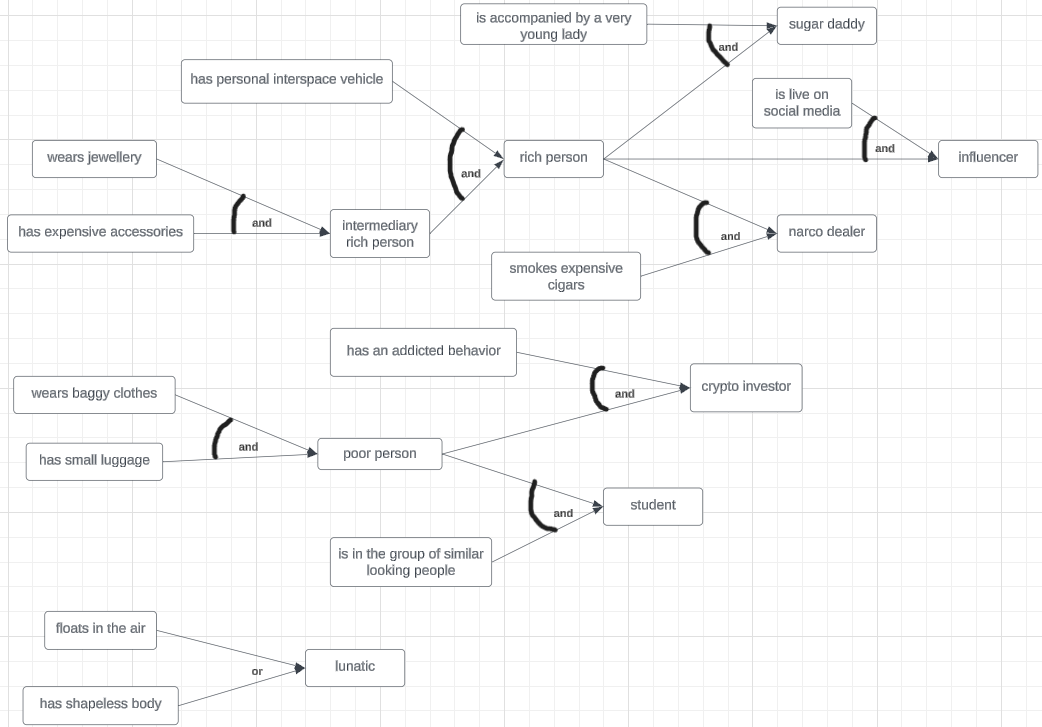 is accompanied by a very
young lady
sugar daddy
and
has personal interspace vehicle
is live on
social media
wears jewellery
rich person
and
influencer
and
has expensive accessories
and
intermediary
rich person
and
narco dealer
smokes expensive
cigars
has an addicted behavior
crypto investor
and
wears baggy clothes
and
has small luggage
poor person
student
and
is in the group of similar
looking people
floats in the air
or
lunatic
has shapeless body